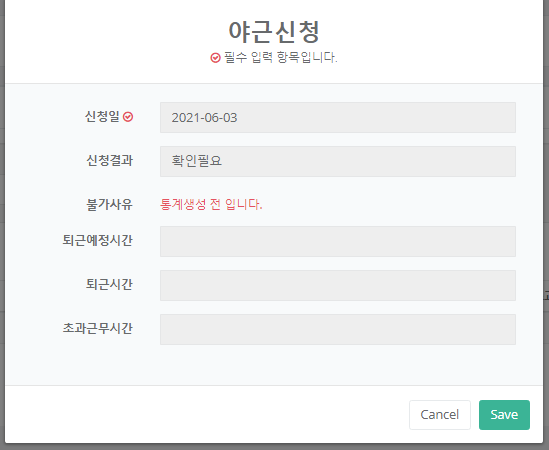 야근신청
필수 입력 항목입니다.
신청일 2021-06-03
신청결과 확인필요
불가사유 통계생성 전 입니다.
퇴근예정시간
퇴근시간
초과근무시간
Cancel Save